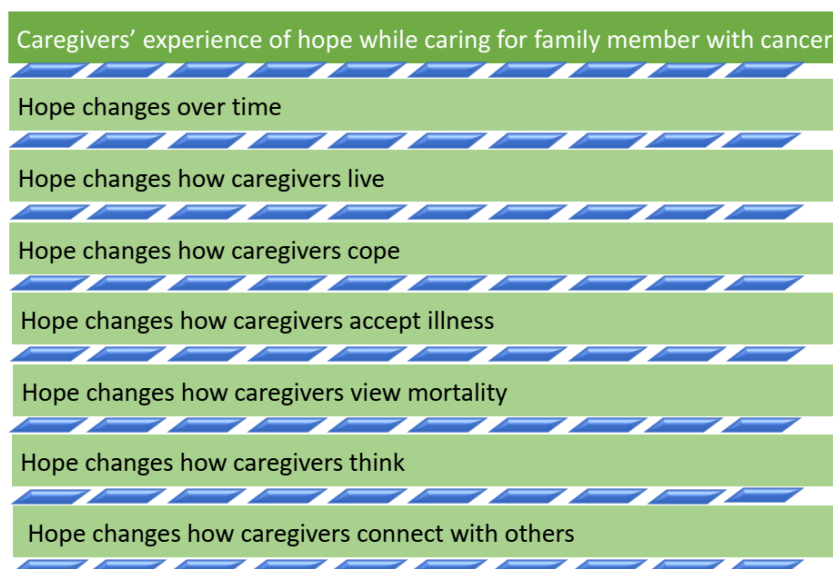 Caregivers’ experience of hope while caring for family member with cancer
Hope changes over time
Hope changes how caregivers live
Hope changes how caregivers cope
Hope changes how caregivers accept illness
Hope changes how caregivers view mortality
Hope changes how caregivers think
Hope changes how caregivers connect with others